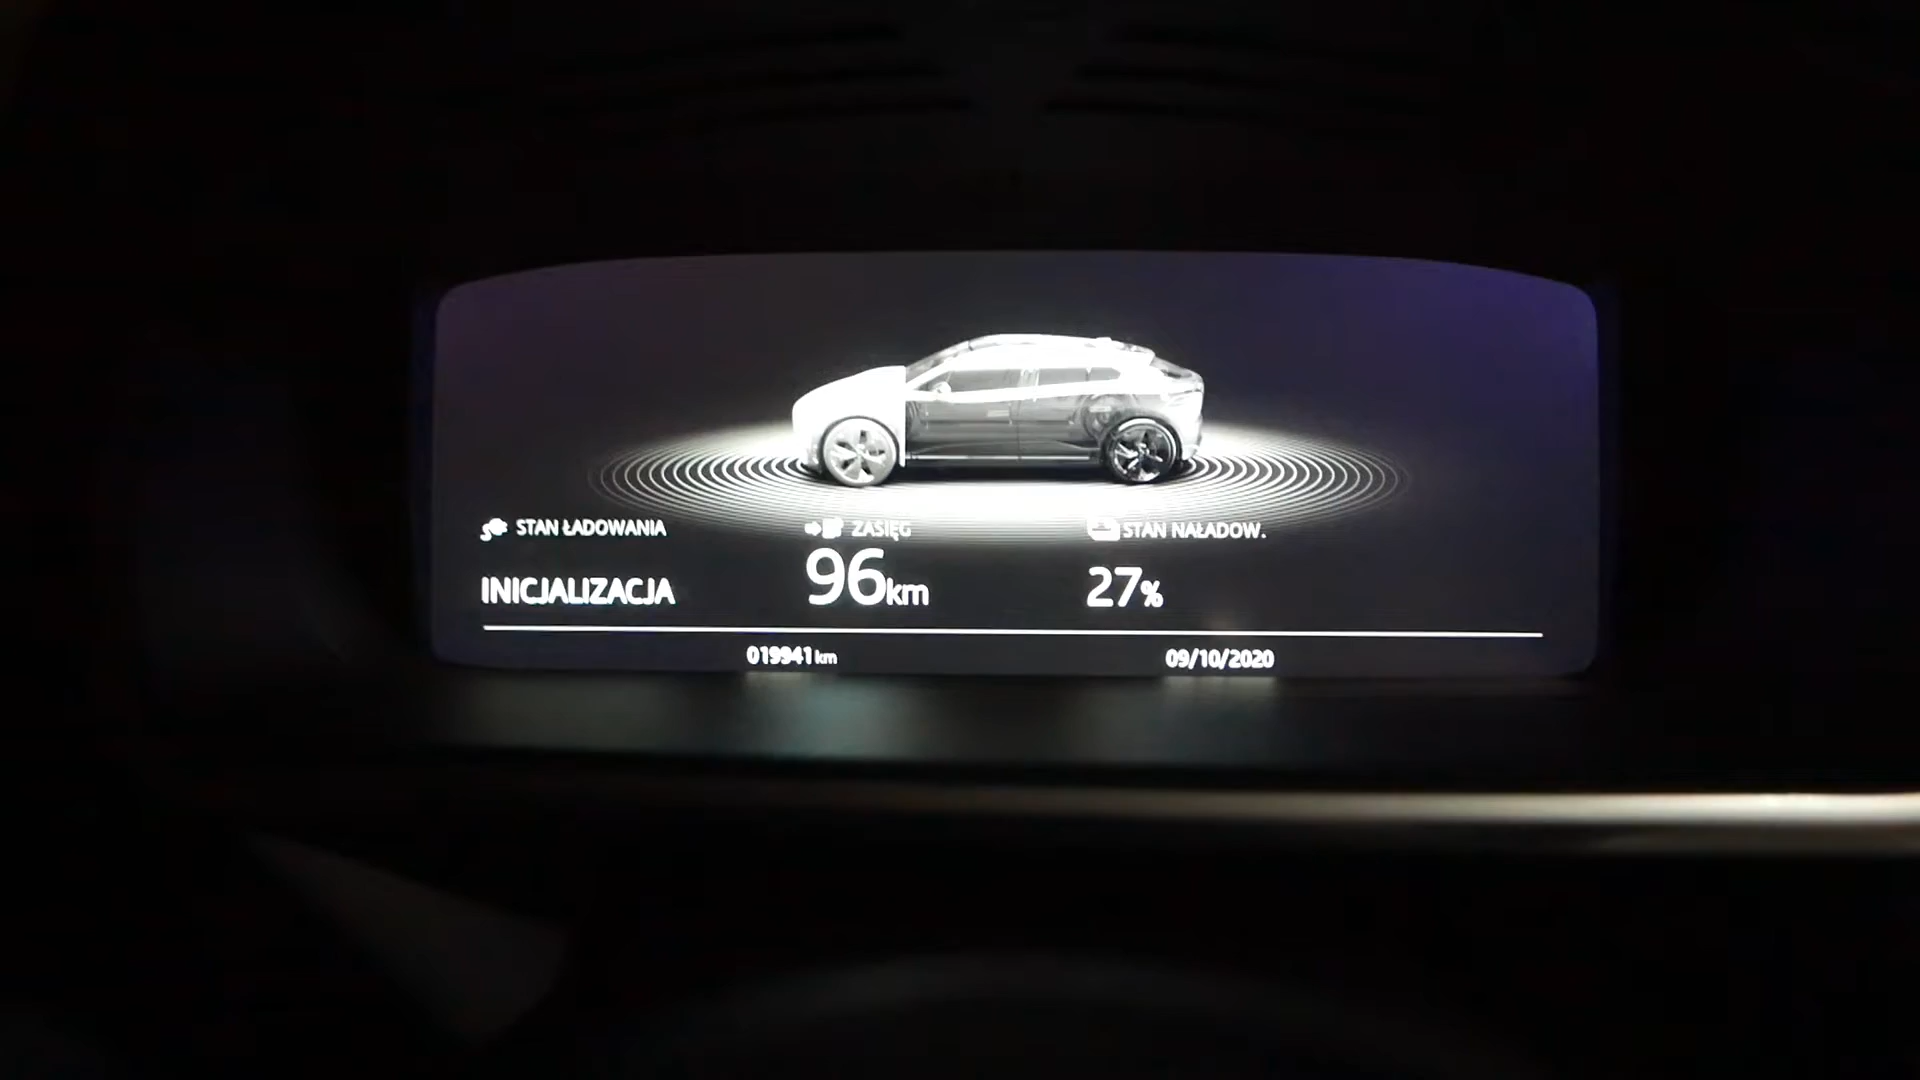 STAN ŁADOWANIA
INICJALIZACJA
ZASIĘG
96km
STAN NAŁADOW.
27%
019941km
09/10/2020